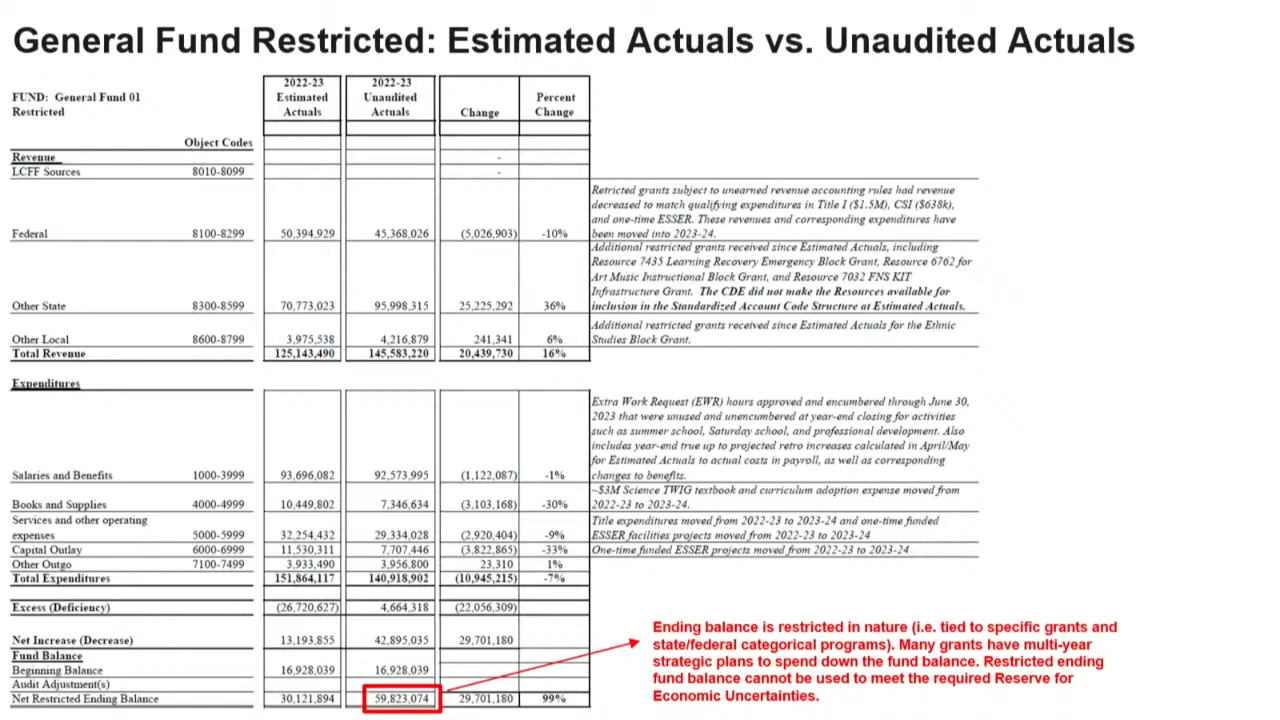 General Fund Restricted: Estimated Actuals vs. Unaudited Actuals
FUND: General Fund 01
Restricted
2022-23
Estimated
Actuals
2022-23
Unaudited
Actuals
Change
Percent
Change
Object Codes
Revenue -
LCFF Sources 8010-8099 -
Retricted grants subject to unearned revenue accounting rules had revenue
decreased to match qualifying expenditures in Title I ($1.5M), CSI ($638k),
and one-time ESSER. These revenues and corresponding expenditures have
been moved into 2023-24.
Federal 8100-8299 50,394,929 45,368,026 (5,026,903) -10%
Additional restricted grants received since Estimated Actuals, including
Resource 7435 Learning Recovery Emergency Block Grant, Resource 6762 for
Art Music Instructional Block Grant, and Resource 7032 FNS KIT
Infrastructure Grant. The CDE did not make the Resources available for
inclusion in the Standardized Account Code Structure at Estimated Actuals.
Other State 8300-8599 70,773,023 95,998,315 25,225,292 36%
Additional restricted grants received since Estimated Actuals for the Ethnic
Studies Block Grant.
Other Local 8600-8799 3,975,538 4,216,879 241,341 6%
Total Revenue 125,143,490 145,583,220 20,439,730 16%
Expenditures
Extra Work Request (EWR) hours approved and encumbered through June 30,
2023 that were unused and unencumbered at year-end closing for activities
such as summer school, Saturday school, and professional development. Also
includes year-end true up to projected retro increases calculated in April/May
for Estimated Actuals to actual costs in payroll, as well as corresponding
changes to benefits.
Salaries and Benefits 1000-3999 93,696,082 92,573,995 (1,122,087) -1%
~$3M Science TWIG textbook and curriculum adoption expense moved from
2022-23 to 2023-24.
Books and Supplies 4000-4999 10,449,802 7,346,634 (3,103,168) -30%
Services and other operating
expenses 5000-5999 32,254,432 29,334,028 (2,920,404) -9%
Title expenditures moved from 2022-23 to 2023-24 and one-time funded
ESSER facilities projects moved from 2022-23 to 2023-24
Capital Outlay 6000-6999 11,530,311 7,707,446 (3,822,865) -33% One-time funded ESSER projects moved from 2022-23 to 2023-24
Other Outgo 7100-7499 3,933,490 3,956,800 23,310 1%
Total Expenditures 151,864,117 140,918,902 (10,945,215) -7%
Excess (Deficiency) (26,720,627) 4,664,318 (22,056,309)
Net Increase (Decrease) 13,193,855 42,895,035 29,701,180
Fund Balance
Beginning Balance 16,928,039 16,928,039
Audit Adjustment(s)
Net Restricted Ending Balance 30,121,894 59,823,074 29,701,180 99%
Ending balance is restricted in nature (i.e. tied to specific grants and
state/federal categorical programs). Many grants have multi-year
strategic plans to spend down the fund balance. Restricted ending
fund balance cannot be used to meet the required Reserve for
Economic Uncertainties.